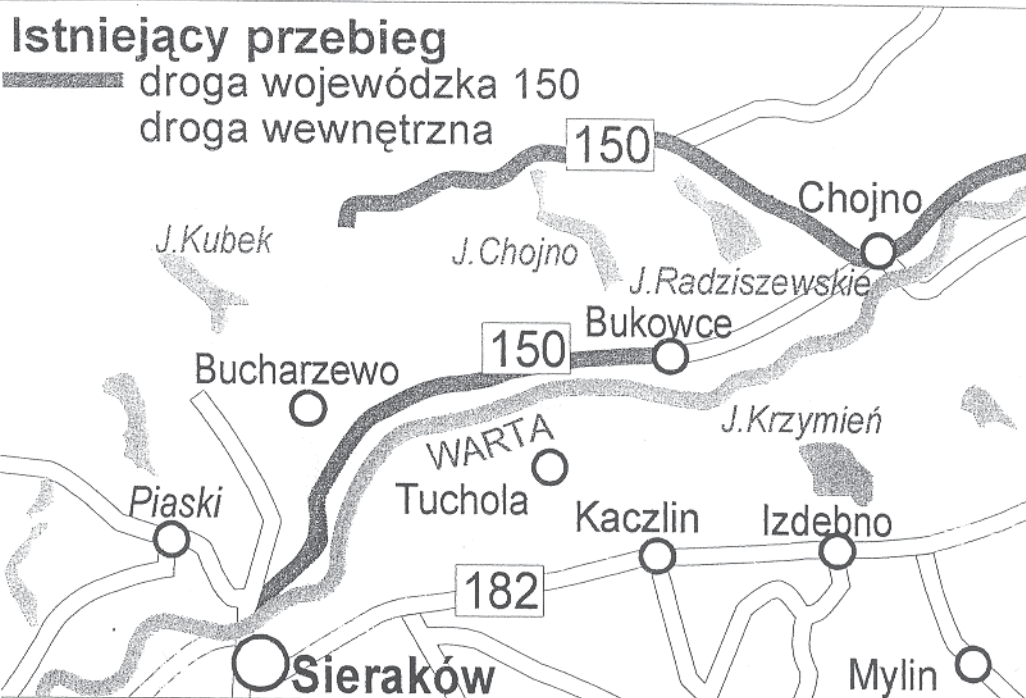 Istniejący przebieg
droga wojewódzka 150
droga wewnętrzna
150
Chojno
J.Kubek
J.Chojno
J.Radziszewskie
Bukowce
150
Bucharzewo
J.Krzymień
WARTA
Tuchola
Piaski
Kaczlin
Izdebno
182
Sieraków
Mylin